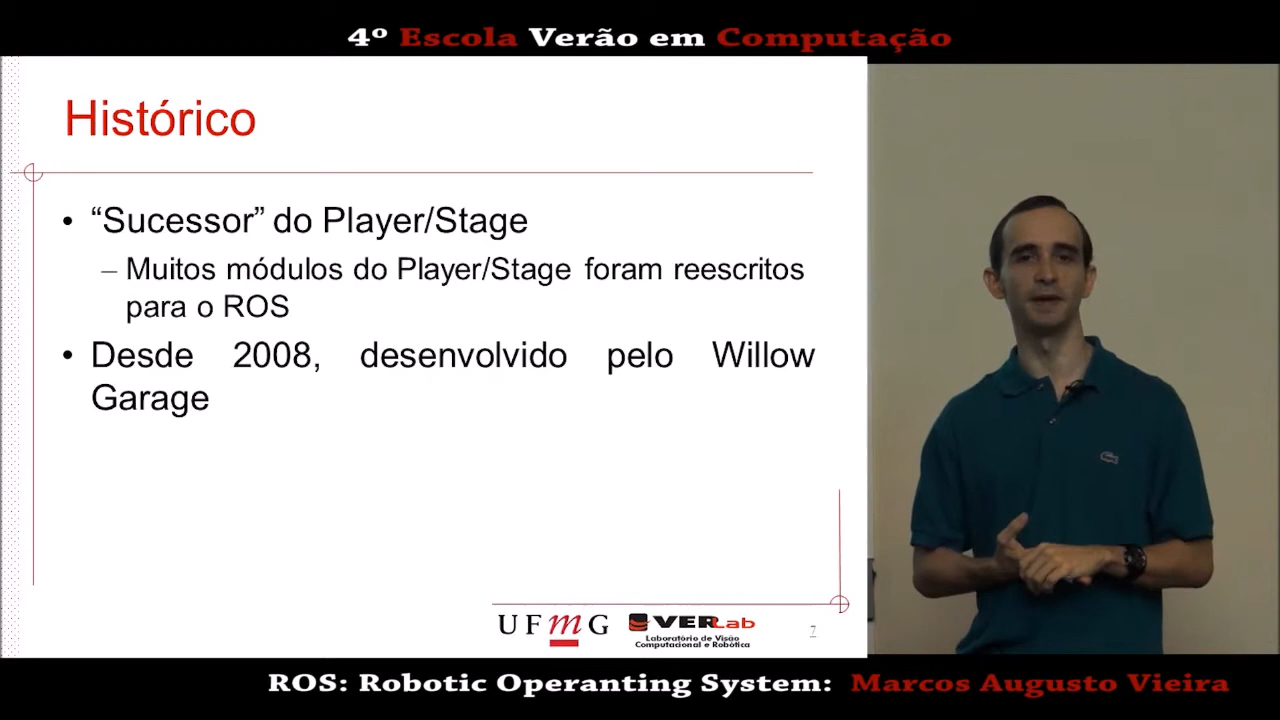 4º Escola Verão em Computação
Histórico
• “Sucessor” do Player/Stage
– Muitos módulos do Player/Stage foram reescritos
para o ROS
• Desde 2008, desenvolvido pelo Willow
Garage
UFmG
VERLab
Laboratório de Visão
Computacional e Robótica
7
ROS: Robotic Operanting System: Marcos Augusto Vieira